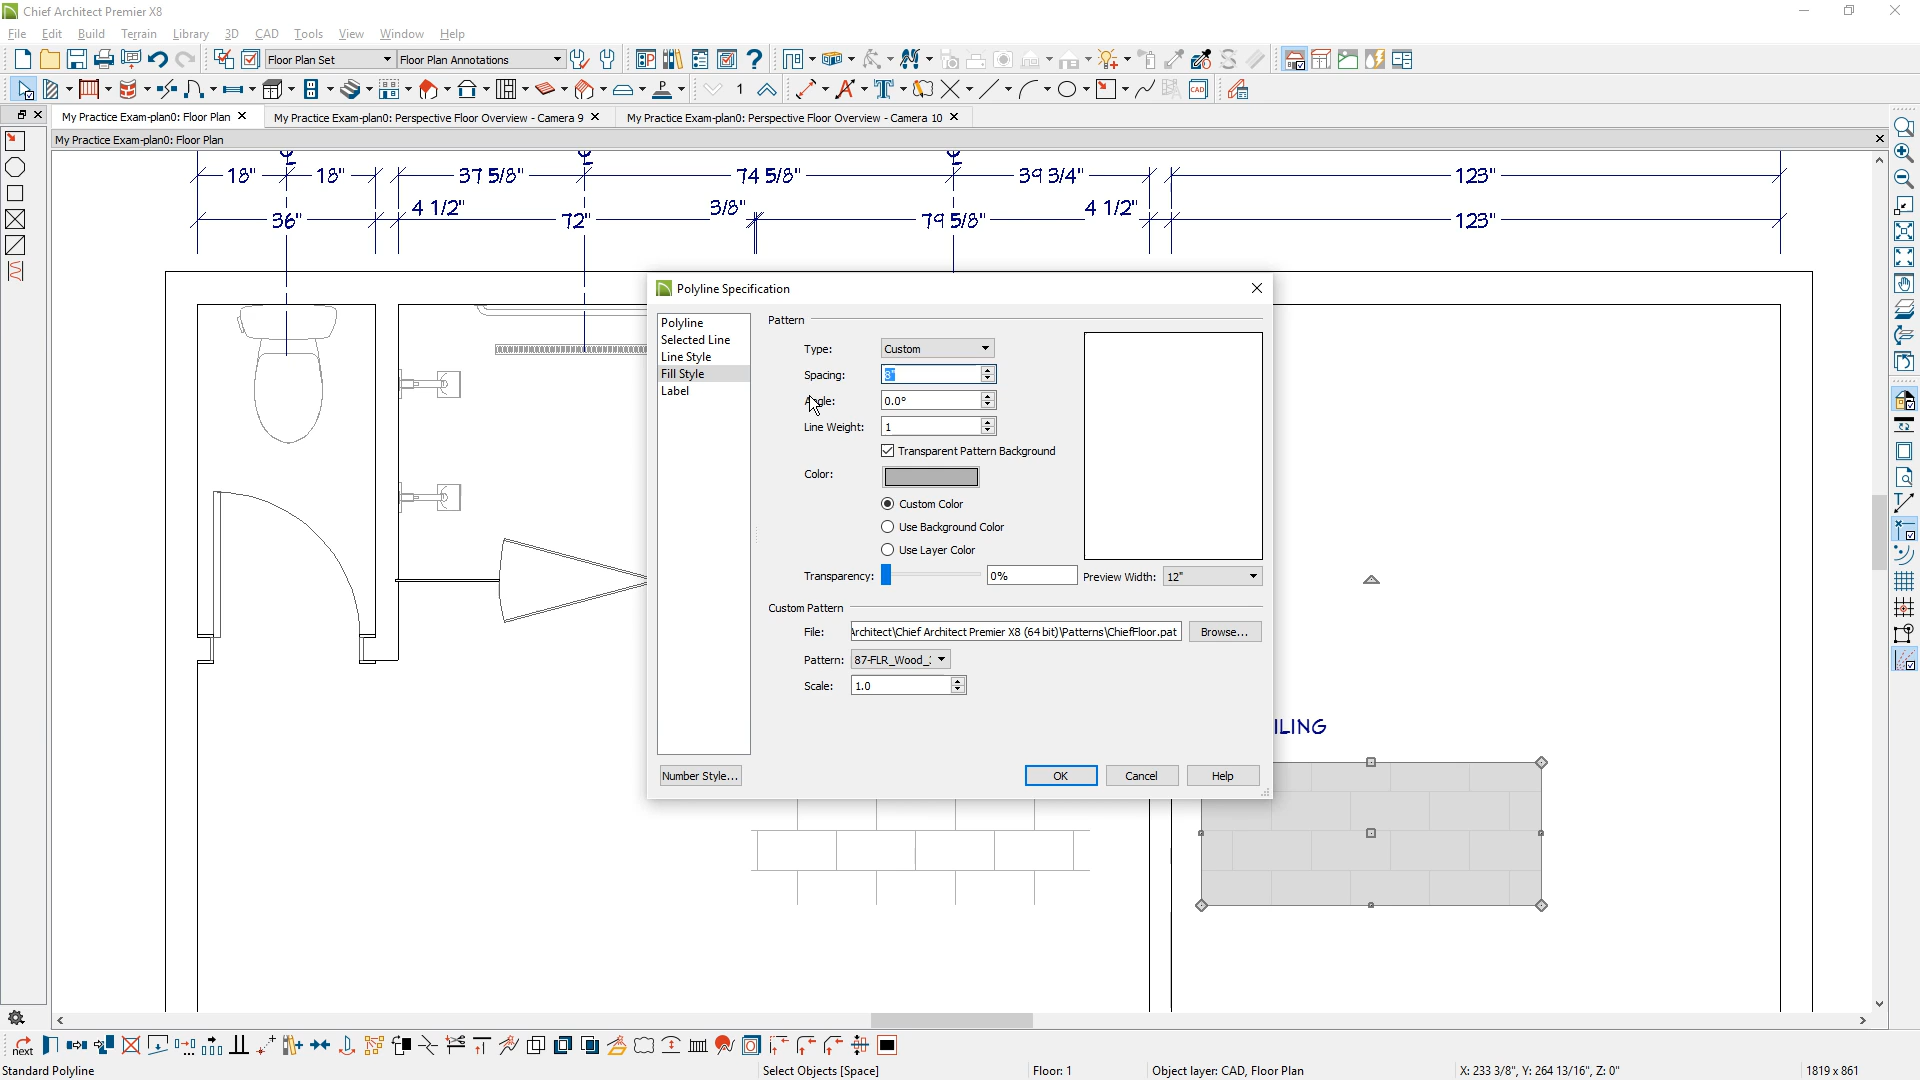 Chief Architect Premier X8
File Edit Build Terrain Library 3D CAD Tools View Window Help
Floor Plan Set Floor Plan Annotations
1 CAD
My Practice Exam-plan0: Floor Plan My Practice Exam-plan0: Perspective Floor Overview - Camera 9 My Practice Exam-plan0: Perspective Floor Overview - Camera 10
My Practice Exam-plan0: Floor Plan
18" 18" 37 5/8" 74 5/8" 39 3/4" 123"
36" 4 1/2" 72" 3/8" 79 5/8" 4 1/2" 123"
Polyline Specification
Polyline
Selected Line
Line Style
Fill Style
Label
Pattern
Type: Custom
Spacing: 8"
Angle: 0.0°
Line Weight: 1
Transparent Pattern Background
Color:
Custom Color
Use Background Color
Use Layer Color
Transparency: 0% Preview Width: 12"
Custom Pattern
File: Architect\Chief Architect Premier X8 (64 bit)\Patterns\ChiefFloor.pat Browse...
Pattern: 87-FLR_Wood_
Scale: 1.0
ILING
Number Style... OK Cancel Help
next
Standard Polyline Select Objects [Space] Floor: 1 Object layer: CAD, Floor Plan X: 233 3/8", Y: 264 13/16", Z: 0" 1819 x 861